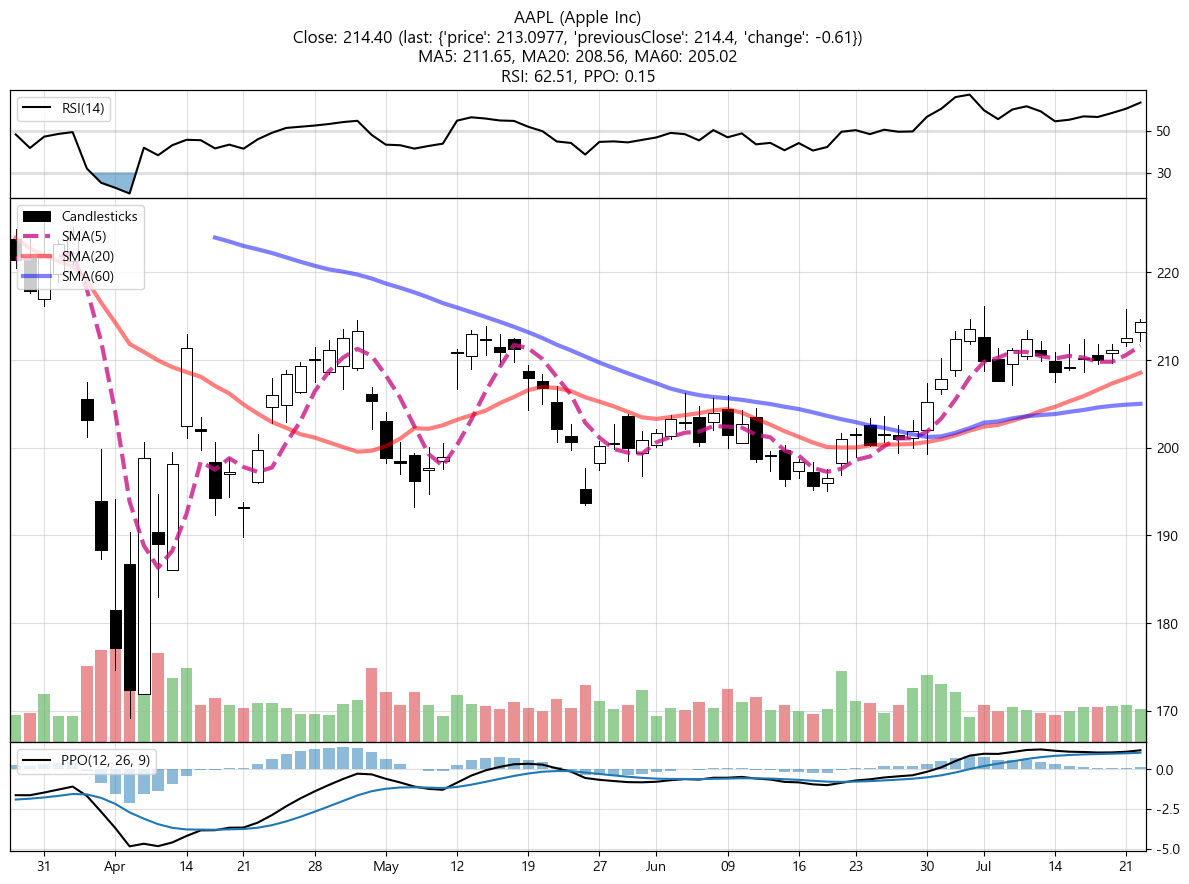 AAPL (Apple Inc)
Close: 214.40 (last: {'price': 213.0977, 'previousClose': 214.4, 'change': -0.61})
MA5: 211.65, MA20: 208.56, MA60: 205.02
RSI: 62.51, PPO: 0.15
RSI(14)
50
30
Candlesticks
SMA(5)
SMA(20)
SMA(60)
220
210
200
190
180
170
PPO(12, 26, 9)
0.0
-2.5
-5.0
31 Apr 14 21 28 May 12 19 27 Jun 09 16 23 30 Jul 14 21